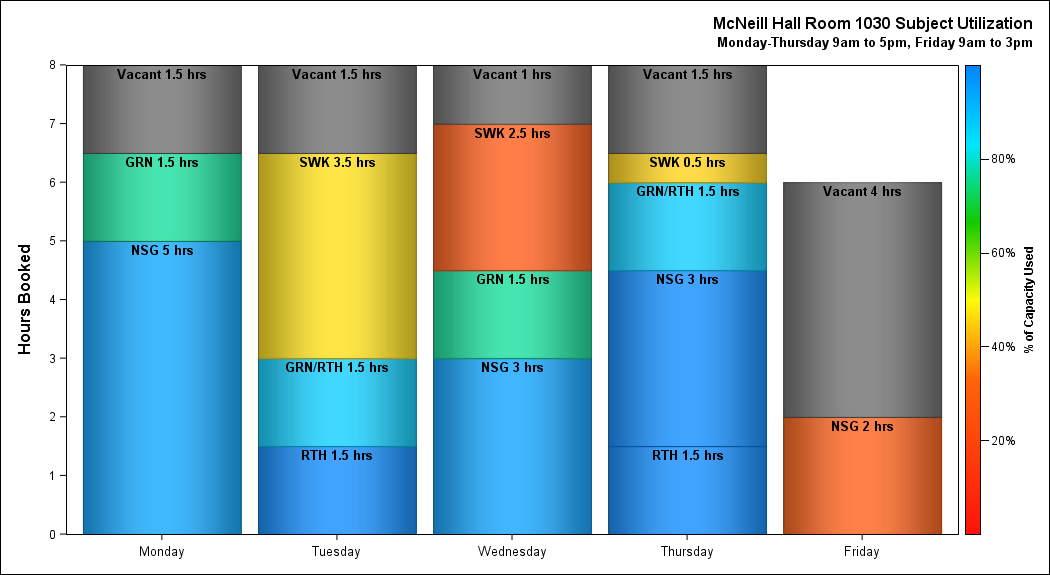 McNeill Hall Room 1030 Subject Utilization
Monday-Thursday 9am to 5pm, Friday 9am to 3pm
Hours Booked
8
7
6
5
4
3
2
1
0
Vacant 1.5 hrs
GRN 1.5 hrs
NSG 5 hrs
Monday
Vacant 1.5 hrs
SWK 3.5 hrs
GRN/RTH 1.5 hrs
RTH 1.5 hrs
Tuesday
Vacant 1 hrs
SWK 2.5 hrs
GRN 1.5 hrs
NSG 3 hrs
Wednesday
Vacant 1.5 hrs
SWK 0.5 hrs
GRN/RTH 1.5 hrs
NSG 3 hrs
RTH 1.5 hrs
Thursday
Vacant 4 hrs
NSG 2 hrs
Friday
80%
60%
40%
20%
% of Capacity Used